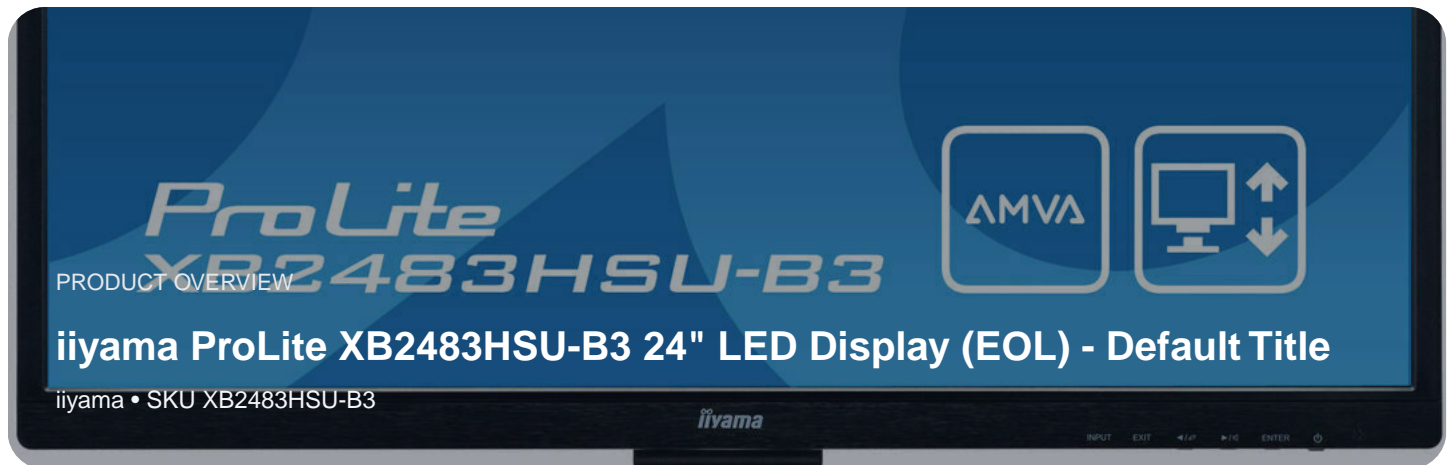 ProLite
XB2483HSU-B3
AMVA
PRODUCT OVERVIEW
iiyama ProLite XB2483HSU-B3 24" LED Display (EOL) - Default Title
iiyama • SKU XB2483HSU-B3
iiyama
INPUT EXIT ENTER